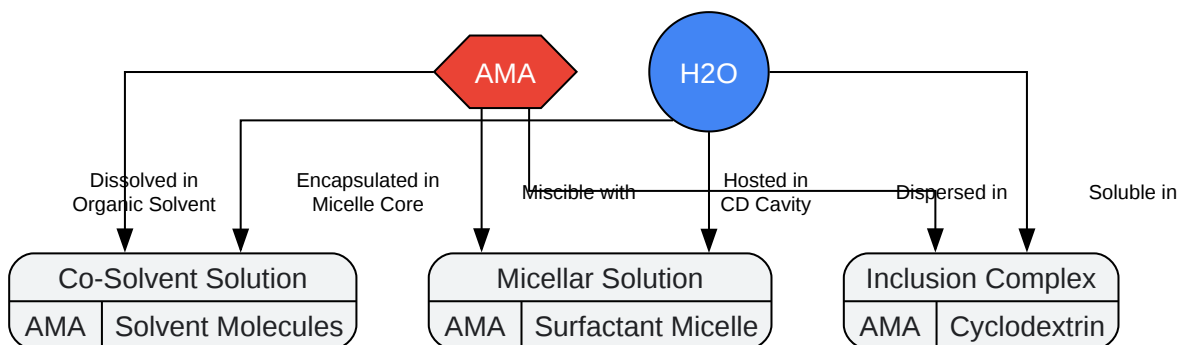 AMA
H2O
Dissolved in
Organic Solvent
Encapsulated in
Micelle Core
Miscible with
Hosted in
CD Cavity
Dispersed in
Soluble in
Co-Solvent Solution
AMA
Solvent Molecules
Micellar Solution
AMA
Surfactant Micelle
Inclusion Complex
AMA
Cyclodextrin